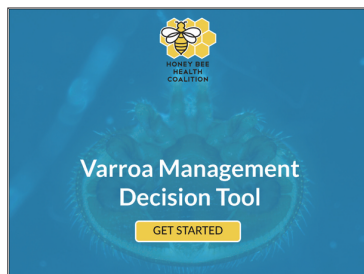 HONEY BEE
HEALTH
COALITION
Varroa Management
Decision Tool
GET STARTED